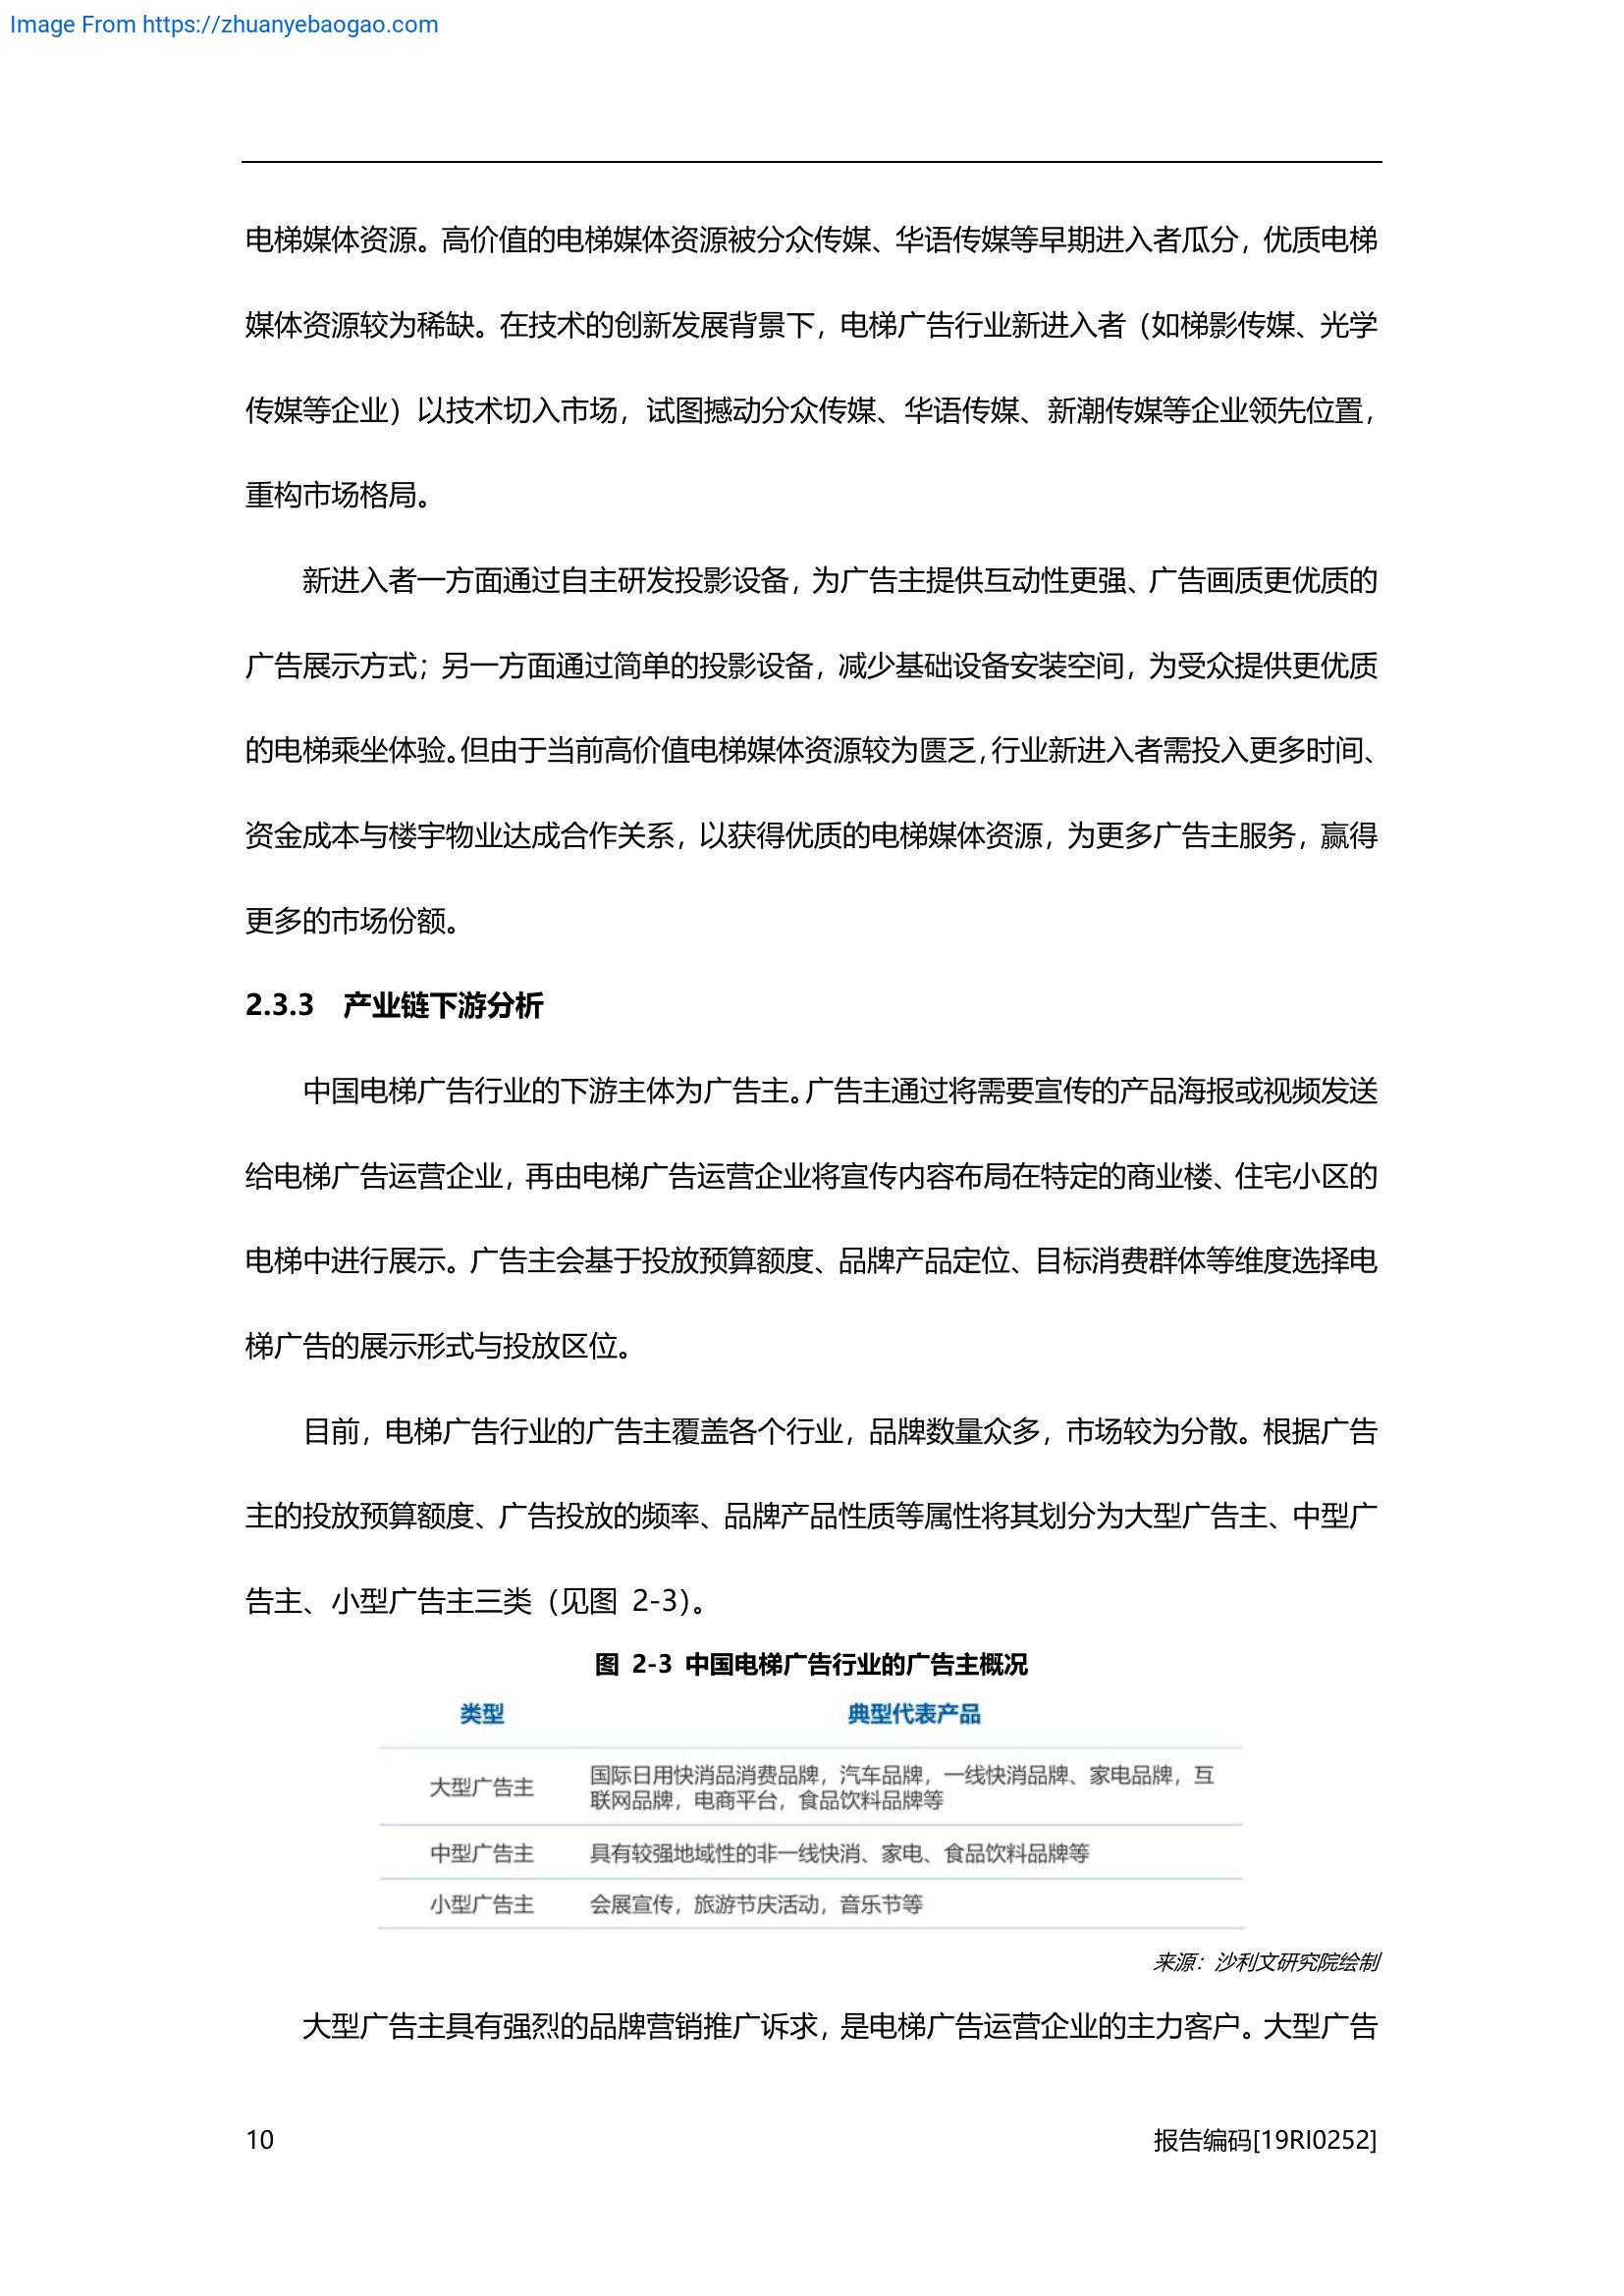 Image From https://zhuanyebaogao.com
电梯媒体资源。高价值的电梯媒体资源被分众传媒、华语传媒等早期进入者瓜分，优质电梯
媒体资源较为稀缺。在技术的创新发展背景下，电梯广告行业新进入者（如梯影传媒、光学
传媒等企业）以技术切入市场，试图撼动分众传媒、华语传媒、新潮传媒等企业领先位置，
重构市场格局。
新进入者一方面通过自主研发投影设备，为广告主提供互动性更强、广告画质更优质的
广告展示方式；另一方面通过简单的投影设备，减少基础设备安装空间，为受众提供更优质
的电梯乘坐体验。但由于当前高价值电梯媒体资源较为匮乏，行业新进入者需投入更多时间、
资金成本与楼宇物业达成合作关系，以获得优质的电梯媒体资源，为更多广告主服务，赢得
更多的市场份额。
2.3.3 产业链下游分析
中国电梯广告行业的下游主体为广告主。广告主通过将需要宣传的产品海报或视频发送
给电梯广告运营企业，再由电梯广告运营企业将宣传内容布局在特定的商业楼、住宅小区的
电梯中进行展示。广告主会基于投放预算额度、品牌产品定位、目标消费群体等维度选择电
梯广告的展示形式与投放区位。
目前，电梯广告行业的广告主覆盖各个行业，品牌数量众多，市场较为分散。根据广告
主的投放预算额度、广告投放的频率、品牌产品性质等属性将其划分为大型广告主、中型广
告主、小型广告主三类（见图 2-3）。
图 2-3 中国电梯广告行业的广告主概况
类型 典型代表产品
大型广告主 国际日用快消品消费品牌，汽车品牌，一线快消品牌、家电品牌，互
联网品牌，电商平台，食品饮料品牌等
中型广告主 具有较强地域性的非一线快消、家电、食品饮料品牌等
小型广告主 会展宣传，旅游节庆活动，音乐节等
来源：沙利文研究院绘制
大型广告主具有强烈的品牌营销推广诉求，是电梯广告运营企业的主力客户。大型广告
10 报告编码[19RI0252]